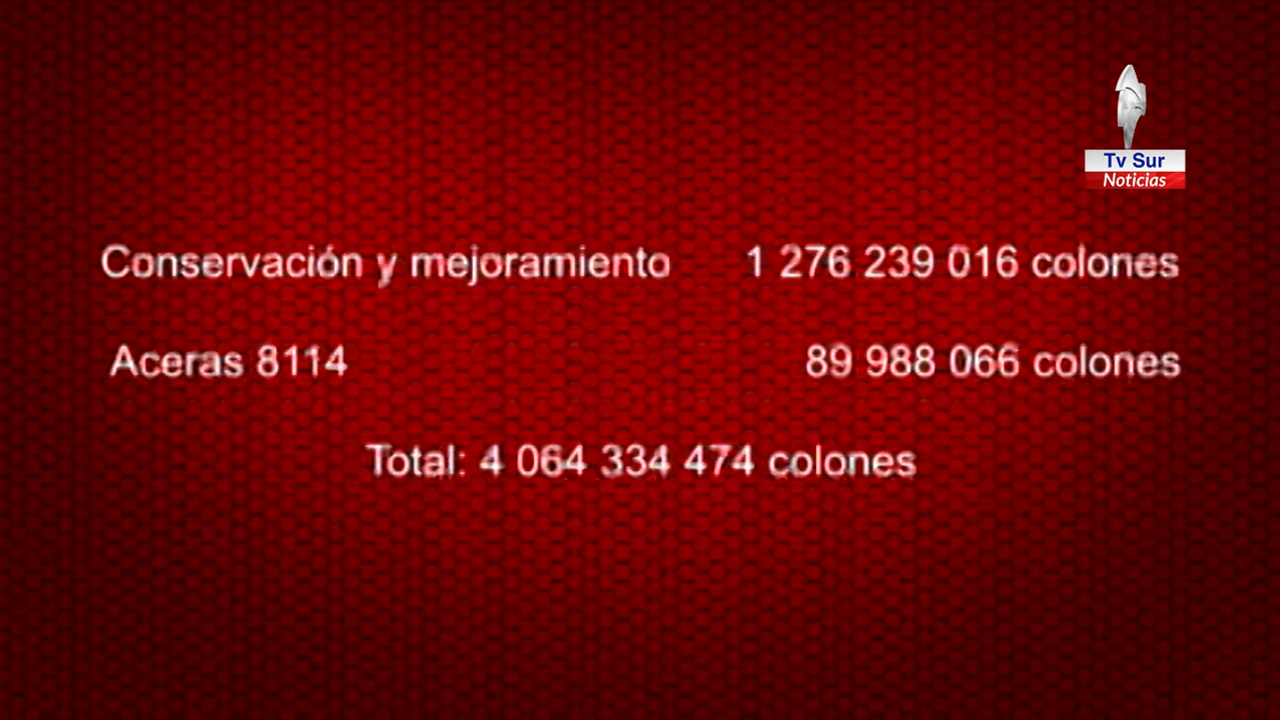 Tv Sur
Noticias
Conservación y mejoramiento 1 276 239 016 colones
Aceras 8114 89 988 066 colones
Total: 4 064 334 474 colones